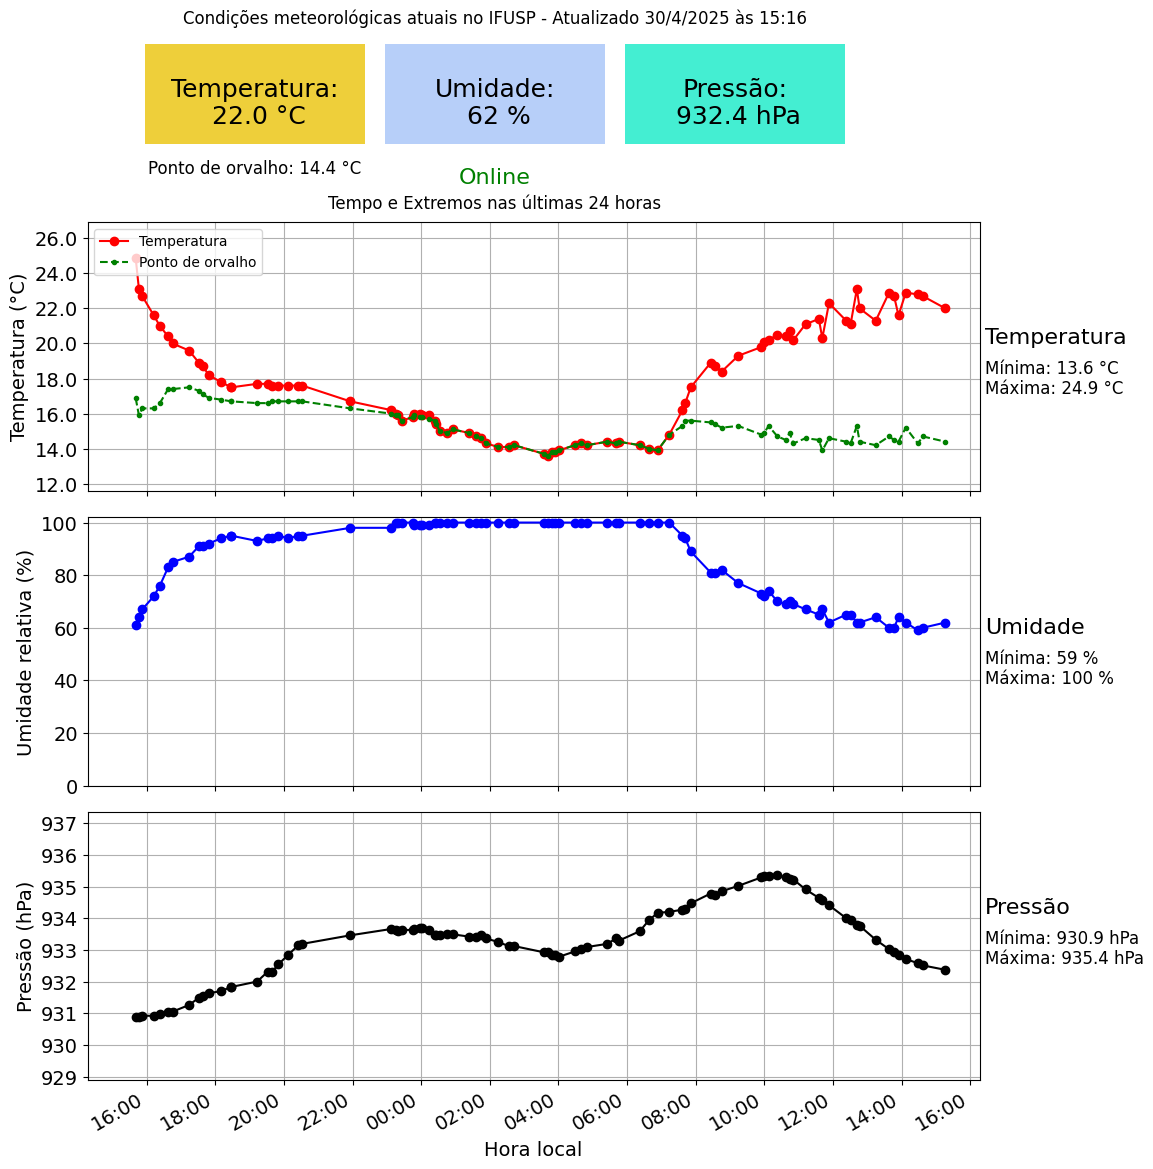 Condições meteorológicas atuais no IFUSP - Atualizado 30/4/2025 às 15:16
Temperatura:
22.0 °C
Umidade:
62 %
Pressão:
932.4 hPa
Ponto de orvalho: 14.4 °C
Online
Tempo e Extremos nas últimas 24 horas
Temperatura (°C)
26.0
24.0
22.0
20.0
18.0
16.0
14.0
12.0
Temperatura
Ponto de orvalho
Temperatura
Mínima: 13.6 °C
Máxima: 24.9 °C
Umidade relativa (%)
100
80
60
40
20
0
Umidade
Mínima: 59 %
Máxima: 100 %
Pressão (hPa)
937
936
935
934
933
932
931
930
929
Pressão
Mínima: 930.9 hPa
Máxima: 935.4 hPa
16:00
18:00
20:00
22:00
00:00
02:00
04:00
06:00
08:00
10:00
12:00
14:00
16:00
Hora local